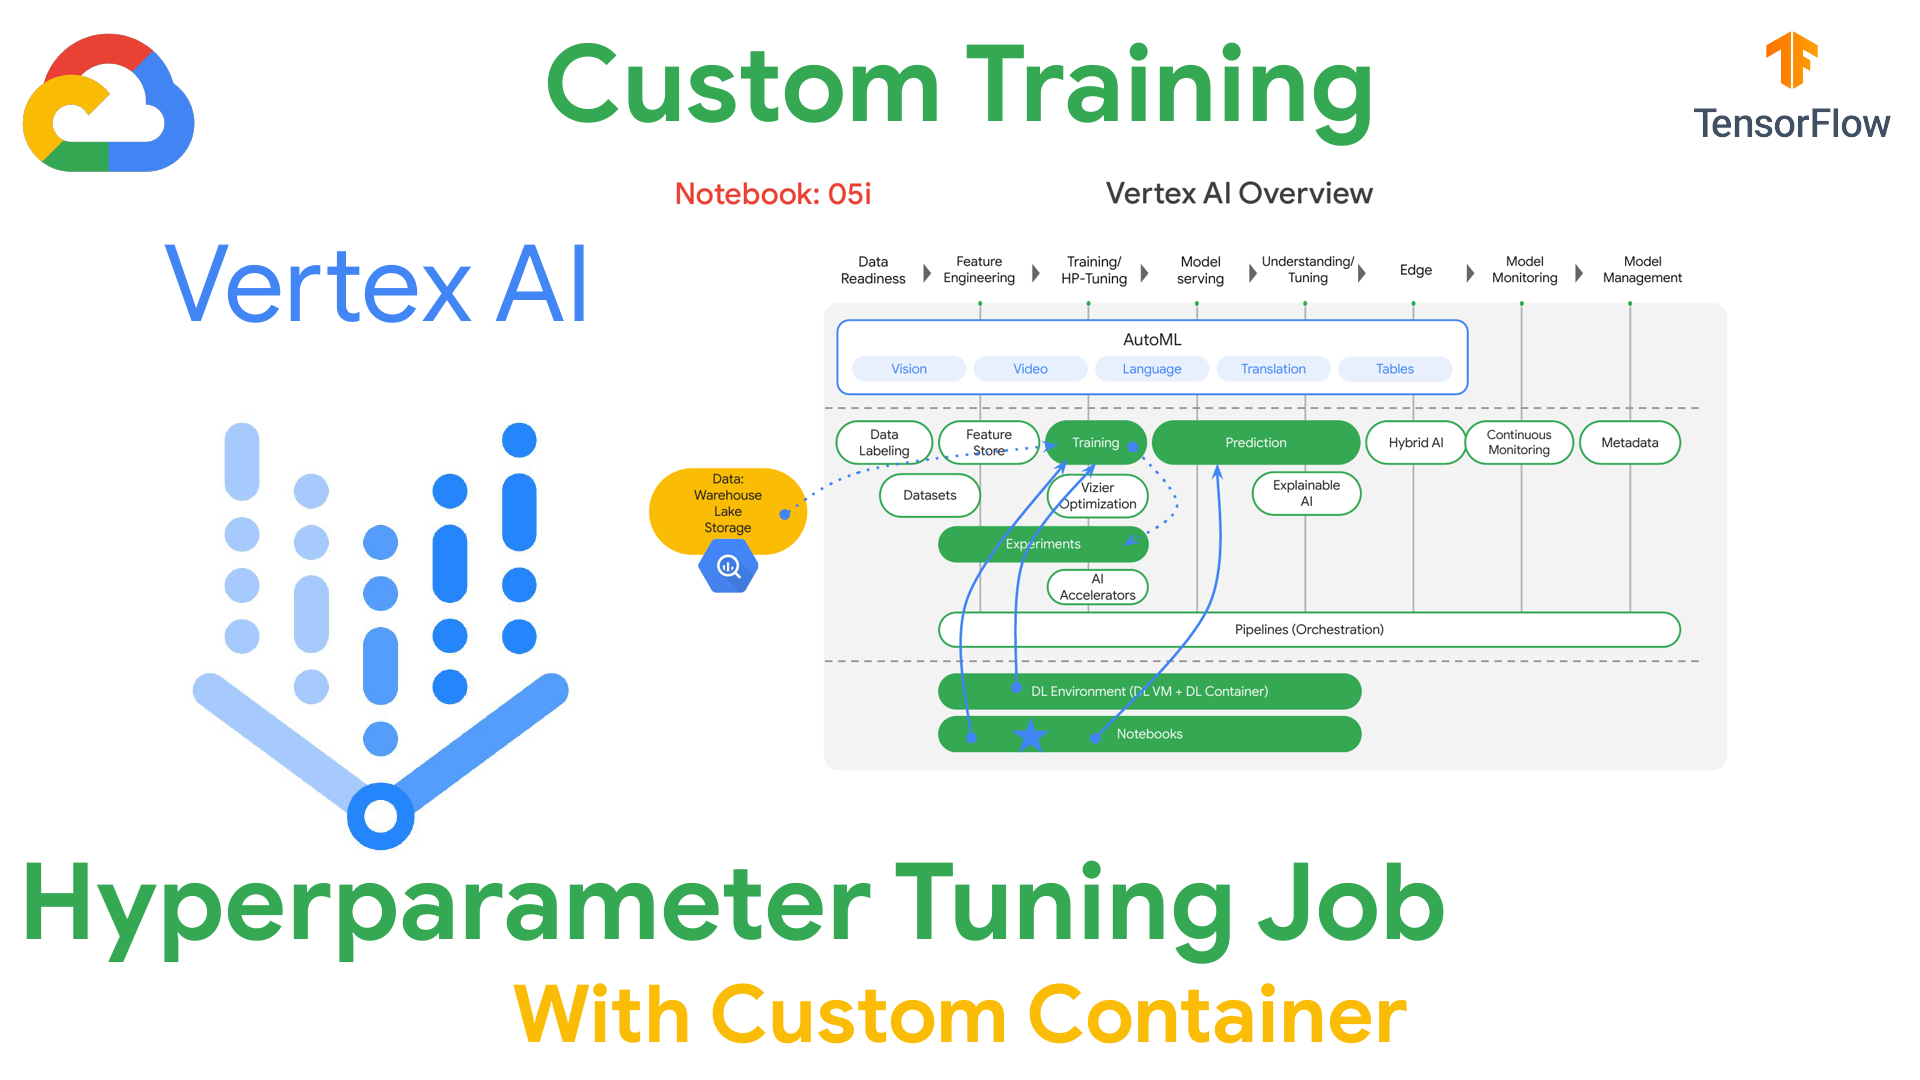 Custom Training
TensorFlow
Notebook: 05i
Vertex AI Overview
Vertex AI
Data
Readiness
Feature
Engineering
Training/
HP-Tuning
Model
serving
Understanding/
Tuning
Edge
Model
Monitoring
Model
Management
AutoML
Vision
Video
Language
Translation
Tables
Data
Labeling
Feature
Store
Training
Prediction
Hybrid AI
Continuous
Monitoring
Metadata
Data:
Warehouse
Lake
Storage
Datasets
Vizier
Optimization
Explainable
AI
Experiments
AI
Accelerators
Pipelines (Orchestration)
DL Environment (DL VM + DL Container)
Notebooks
Hyperparameter Tuning Job
With Custom Container